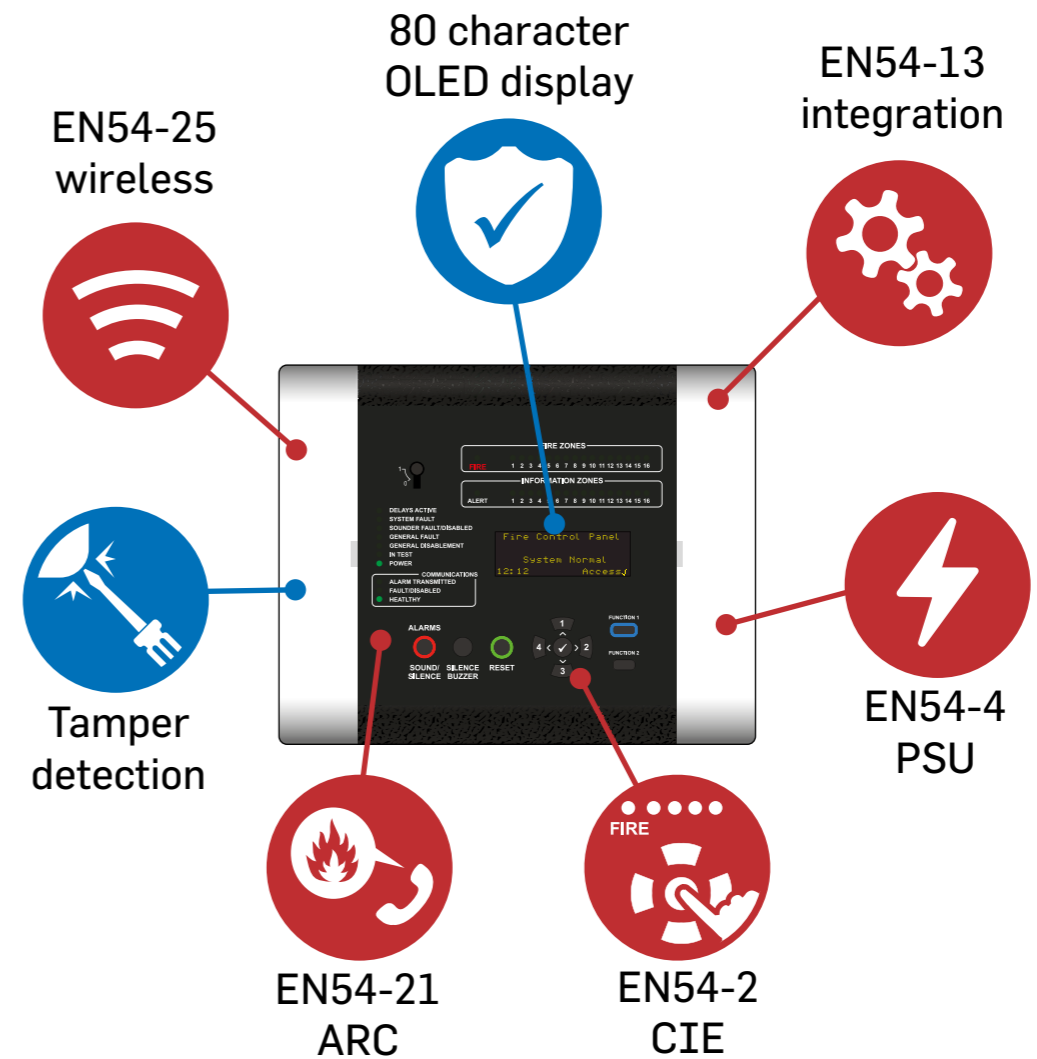 80 character
OLED display
EN54-13
integration
EN54-25
wireless
FIRE ZONES
FIRE 1 2 3 4 5 6 7 8 9 10 11 12 13 14 15 16
INFORMATION ZONES
ALERT 1 2 3 4 5 6 7 8 9 10 11 12 13 14 15 16
1
0
DELAYS ACTIVE
SYSTEM FAULT
SOUNDER FAULT/DISABLED
GENERAL FAULT
GENERAL DISABLEMENT
IN TEST
POWER
Fire Control Panel
System Normal
12:12 Access
COMMUNICATIONS
ALARM TRANSMITTED
FAULT/DISABLED
HEATLTHY
ALARMS
SOUND/
SILENCE
SILENCE
BUZZER
RESET
1
4 2
3
FUNCTION 1
FUNCTION 2
Tamper
detection
EN54-4
PSU
FIRE
EN54-21
ARC
EN54-2
CIE